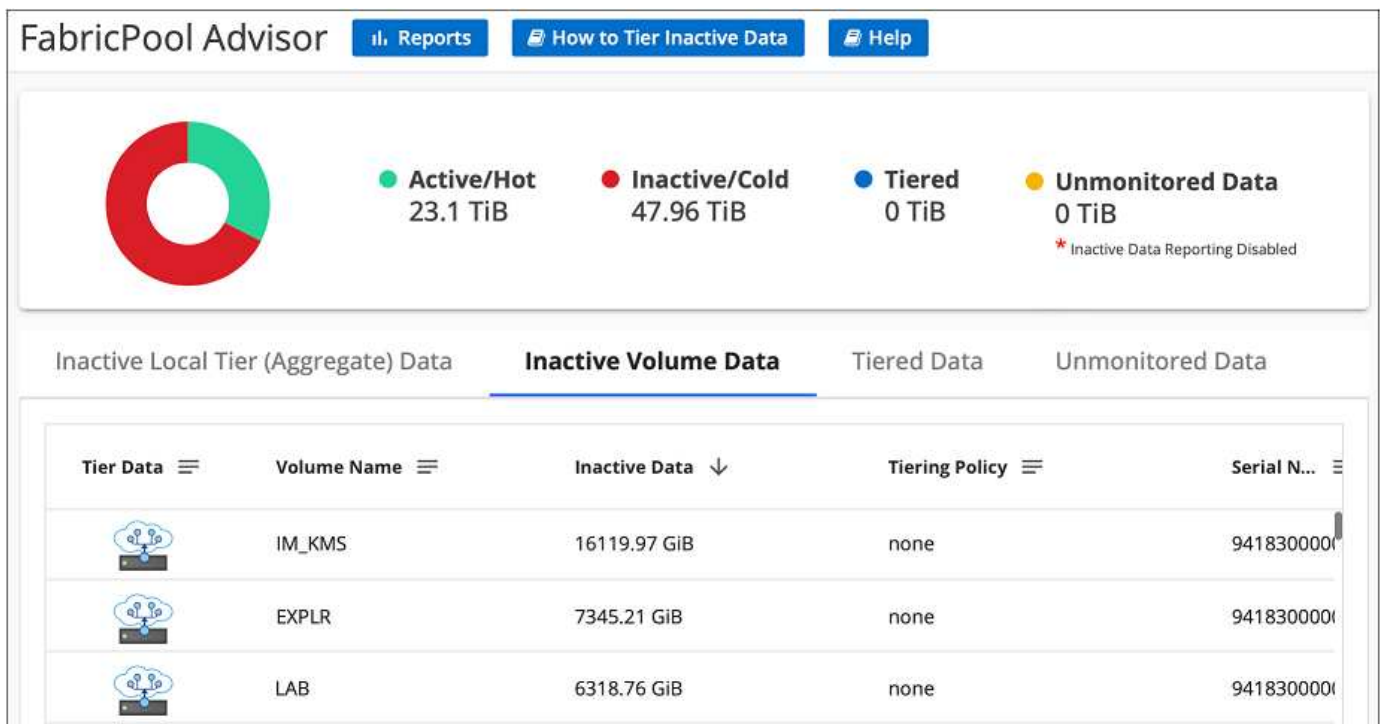 FabricPool Advisor Reports How to Tier Inactive Data Help
Active/Hot Inactive/Cold Tiered Unmonitored Data
23.1 TiB 47.96 TiB 0 TiB 0 TiB
* Inactive Data Reporting Disabled
Inactive Local Tier (Aggregate) Data Inactive Volume Data Tiered Data Unmonitored Data
Tier Data Volume Name Inactive Data Tiering Policy Serial N...
IM_KMS 16119.97 GiB none 9418300000
EXPLR 7345.21 GiB none 9418300000
LAB 6318.76 GiB none 9418300000